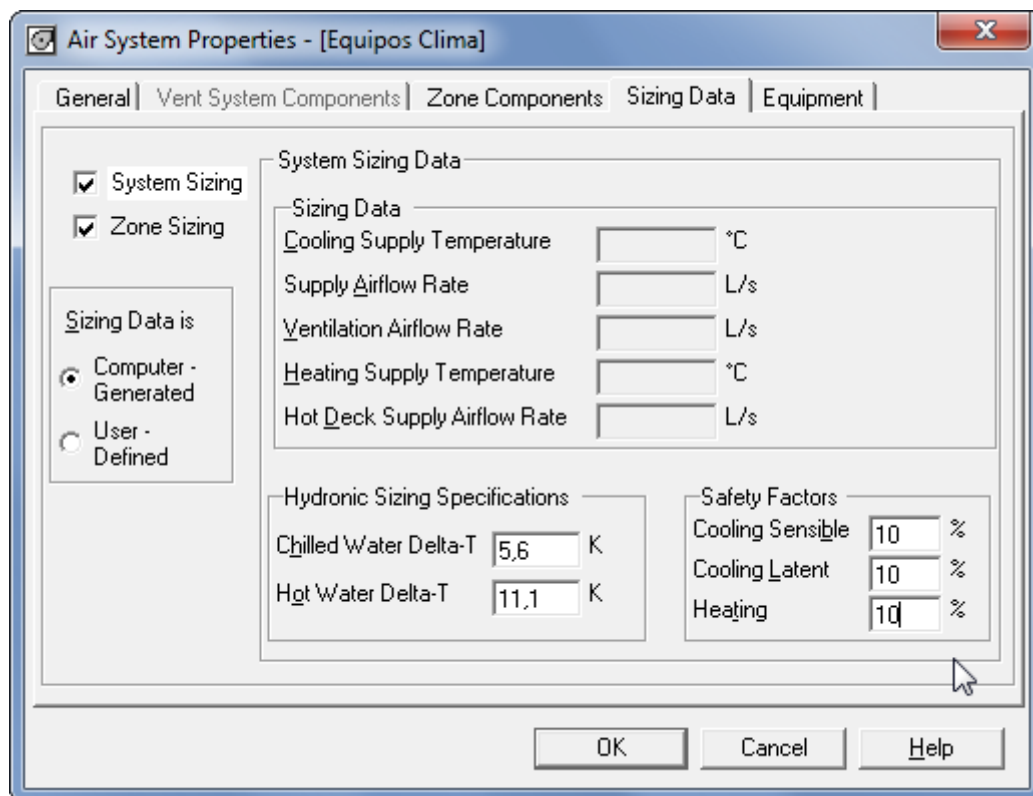 Air System Properties - [Equipos Clima]
General Vent System Components Zone Components Sizing Data Equipment
System Sizing
Zone Sizing
Sizing Data is
Computer -
Generated
User -
Defined
System Sizing Data
Sizing Data
Cooling Supply Temperature °C
Supply Airflow Rate L/s
Ventilation Airflow Rate L/s
Heating Supply Temperature °C
Hot Deck Supply Airflow Rate L/s
Hydronic Sizing Specifications
Chilled Water Delta-T 5,6 K
Hot Water Delta-T 11,1 K
Safety Factors
Cooling Sensible 10 %
Cooling Latent 10 %
Heating 10 %
OK Cancel Help